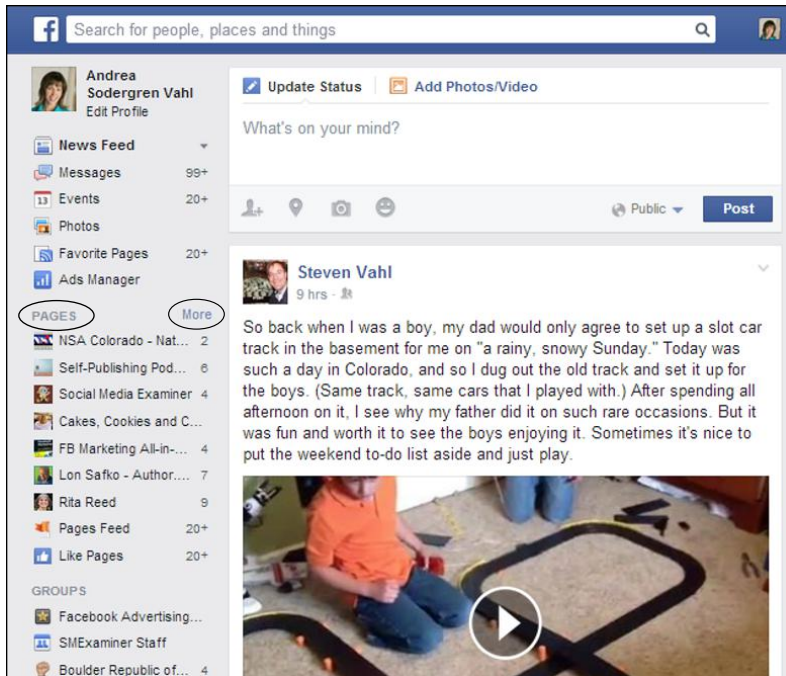 f
Search for people, places and things
Andrea
Sodergren Vahl
Edit Profile
News Feed
Messages 99+
13 Events 20+
Photos
Favorite Pages 20+
Ads Manager
PAGES More
NSA Colorado - Nat... 2
Self-Publishing Pod... 6
Social Media Examiner 4
Cakes, Cookies and C...
FB Marketing All-in-... 4
Lon Safko - Author.... 7
Rita Reed 9
Pages Feed 20+
Like Pages 20+
GROUPS
Facebook Advertising...
SMExaminer Staff
Boulder Republic of... 4
Update Status Add Photos/Video
What's on your mind?
Public Post
Steven Vahl
9 hrs ·
So back when I was a boy, my dad would only agree to set up a slot car
track in the basement for me on "a rainy, snowy Sunday." Today was
such a day in Colorado, and so I dug out the old track and set it up for
the boys. (Same track, same cars that I played with.) After spending all
afternoon on it, I see why my father did it on such rare occasions. But it
was fun and worth it to see the boys enjoying it. Sometimes it's nice to
put the weekend to-do list aside and just play.